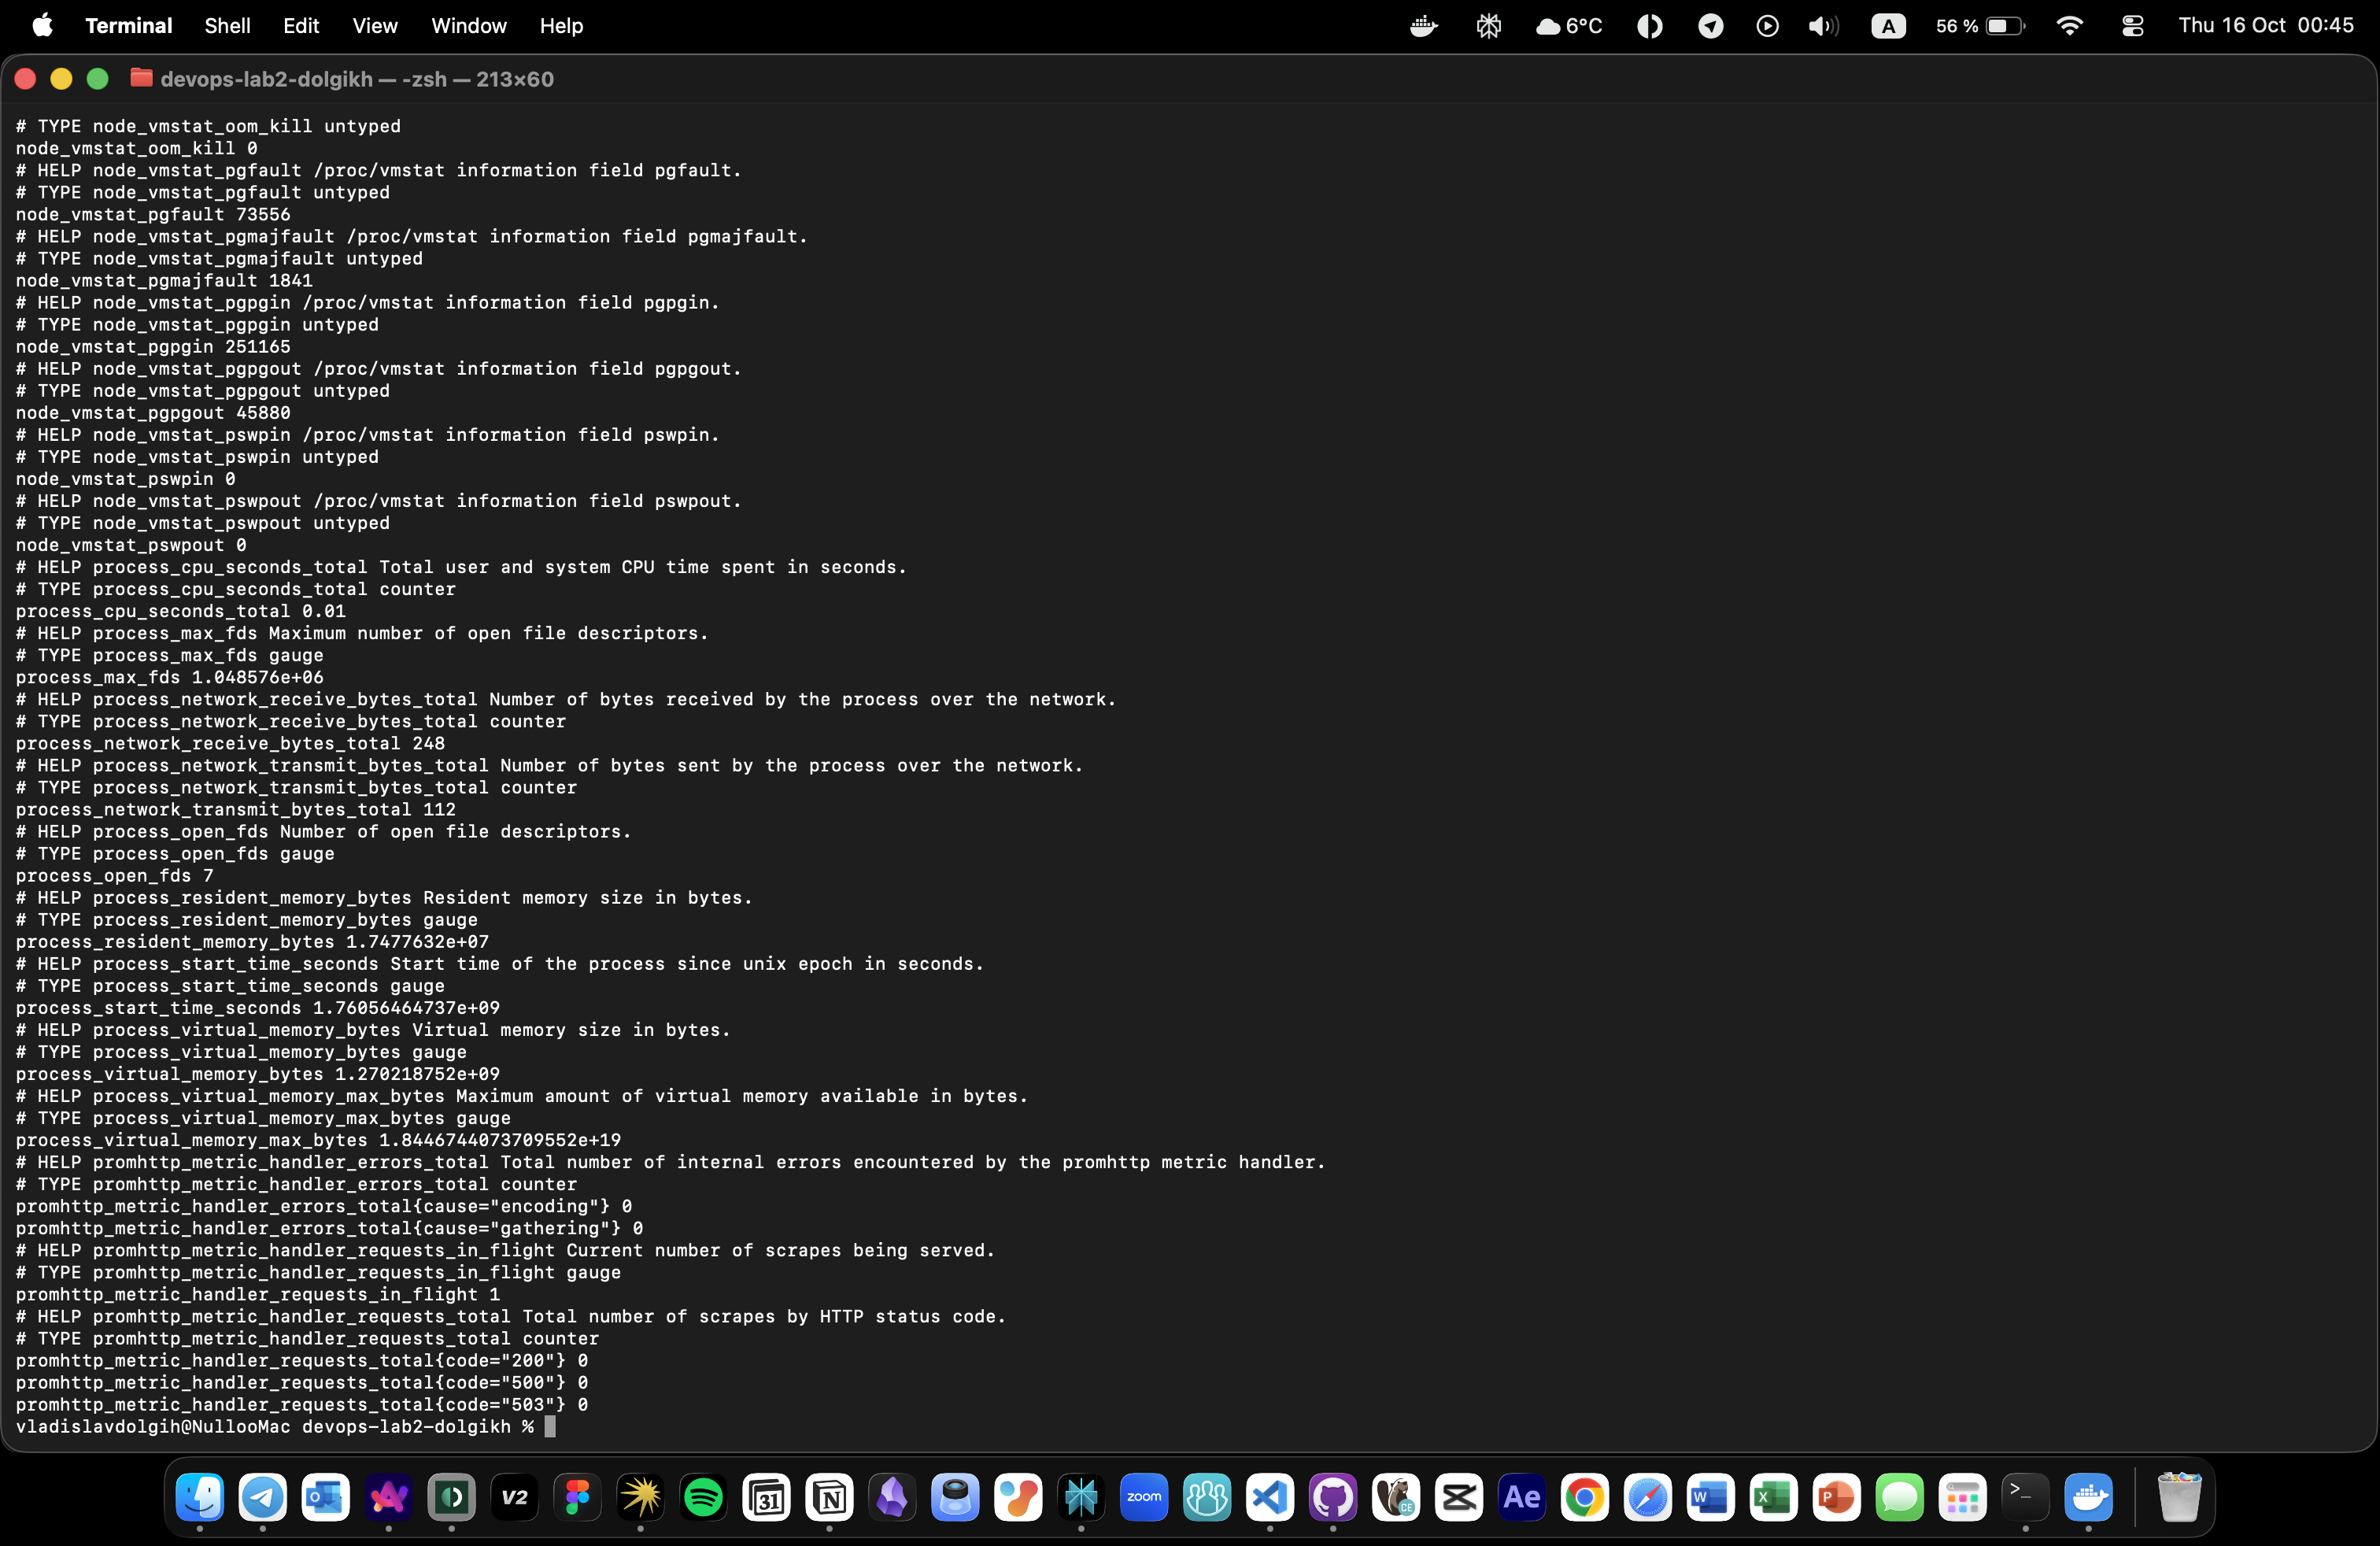 Terminal Shell Edit View Window Help 6°C A 56 % Thu 16 Oct 00:45
devops-lab2-dolgikh — -zsh — 213×60
# TYPE node_vmstat_oom_kill untyped
node_vmstat_oom_kill 0
# HELP node_vmstat_pgfault /proc/vmstat information field pgfault.
# TYPE node_vmstat_pgfault untyped
node_vmstat_pgfault 73556
# HELP node_vmstat_pgmajfault /proc/vmstat information field pgmajfault.
# TYPE node_vmstat_pgmajfault untyped
node_vmstat_pgmajfault 1841
# HELP node_vmstat_pgpgin /proc/vmstat information field pgpgin.
# TYPE node_vmstat_pgpgin untyped
node_vmstat_pgpgin 251165
# HELP node_vmstat_pgpgout /proc/vmstat information field pgpgout.
# TYPE node_vmstat_pgpgout untyped
node_vmstat_pgpgout 45880
# HELP node_vmstat_pswpin /proc/vmstat information field pswpin.
# TYPE node_vmstat_pswpin untyped
node_vmstat_pswpin 0
# HELP node_vmstat_pswpout /proc/vmstat information field pswpout.
# TYPE node_vmstat_pswpout untyped
node_vmstat_pswpout 0
# HELP process_cpu_seconds_total Total user and system CPU time spent in seconds.
# TYPE process_cpu_seconds_total counter
process_cpu_seconds_total 0.01
# HELP process_max_fds Maximum number of open file descriptors.
# TYPE process_max_fds gauge
process_max_fds 1.048576e+06
# HELP process_network_receive_bytes_total Number of bytes received by the process over the network.
# TYPE process_network_receive_bytes_total counter
process_network_receive_bytes_total 248
# HELP process_network_transmit_bytes_total Number of bytes sent by the process over the network.
# TYPE process_network_transmit_bytes_total counter
process_network_transmit_bytes_total 112
# HELP process_open_fds Number of open file descriptors.
# TYPE process_open_fds gauge
process_open_fds 7
# HELP process_resident_memory_bytes Resident memory size in bytes.
# TYPE process_resident_memory_bytes gauge
process_resident_memory_bytes 1.7477632e+07
# HELP process_start_time_seconds Start time of the process since unix epoch in seconds.
# TYPE process_start_time_seconds gauge
process_start_time_seconds 1.76056464737e+09
# HELP process_virtual_memory_bytes Virtual memory size in bytes.
# TYPE process_virtual_memory_bytes gauge
process_virtual_memory_bytes 1.270218752e+09
# HELP process_virtual_memory_max_bytes Maximum amount of virtual memory available in bytes.
# TYPE process_virtual_memory_max_bytes gauge
process_virtual_memory_max_bytes 1.8446744073709552e+19
# HELP promhttp_metric_handler_errors_total Total number of internal errors encountered by the promhttp metric handler.
# TYPE promhttp_metric_handler_errors_total counter
promhttp_metric_handler_errors_total{cause="encoding"} 0
promhttp_metric_handler_errors_total{cause="gathering"} 0
# HELP promhttp_metric_handler_requests_in_flight Current number of scrapes being served.
# TYPE promhttp_metric_handler_requests_in_flight gauge
promhttp_metric_handler_requests_in_flight 1
# HELP promhttp_metric_handler_requests_total Total number of scrapes by HTTP status code.
# TYPE promhttp_metric_handler_requests_total counter
promhttp_metric_handler_requests_total{code="200"} 0
promhttp_metric_handler_requests_total{code="500"} 0
promhttp_metric_handler_requests_total{code="503"} 0
vladislavdolgih@NullooMac devops-lab2-dolgikh %
V2 31 N zoom CE Ae W X P >_